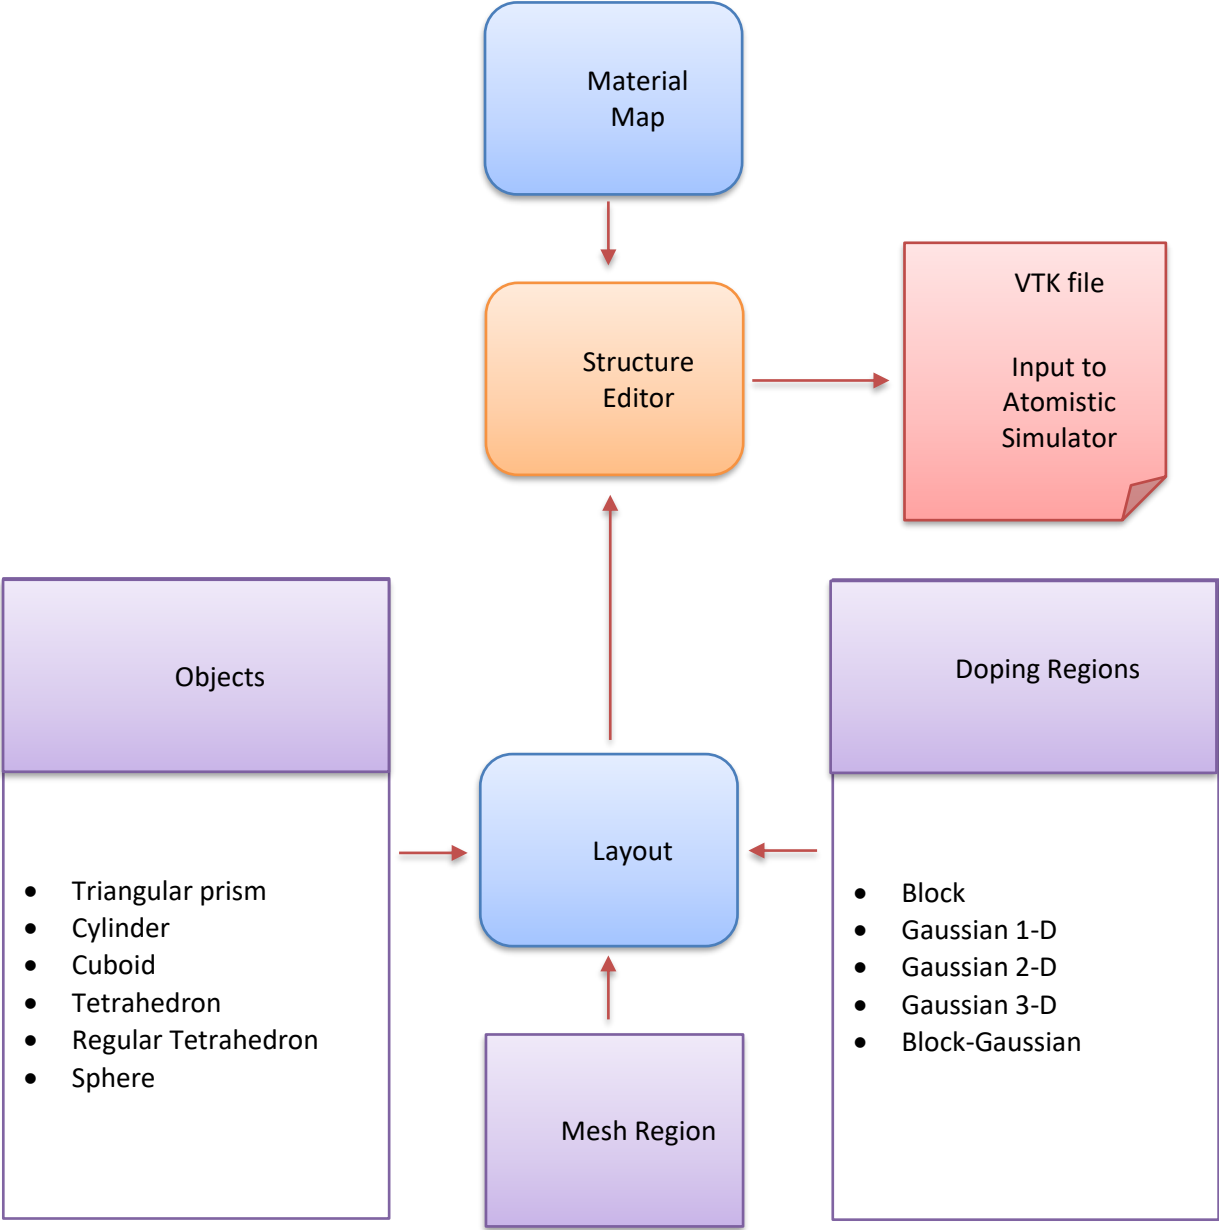 Material
Map
Structure
Editor
VTK file
Input to
Atomistic
Simulator
Objects
• Triangular prism
• Cylinder
• Cuboid
• Tetrahedron
• Regular Tetrahedron
• Sphere
Layout
Mesh Region
Doping Regions
• Block
• Gaussian 1-D
• Gaussian 2-D
• Gaussian 3-D
• Block-Gaussian